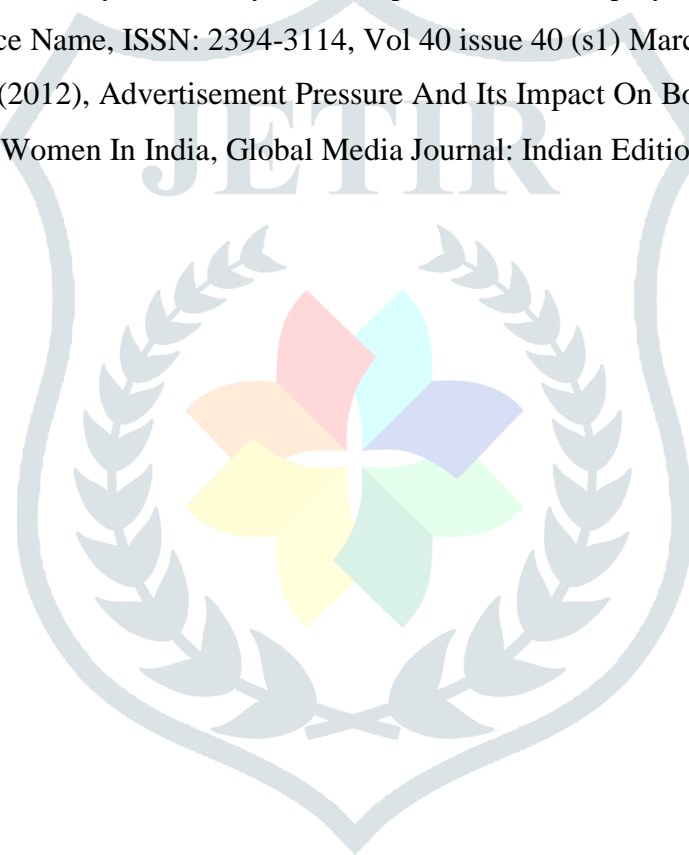 ce Name, ISSN: 2394-3114, Vol 40 issue 40 (s1) Marc
(2012), Advertisement Pressure And Its Impact On Bo
Women In India, Global Media Journal: Indian Editio
JETIR